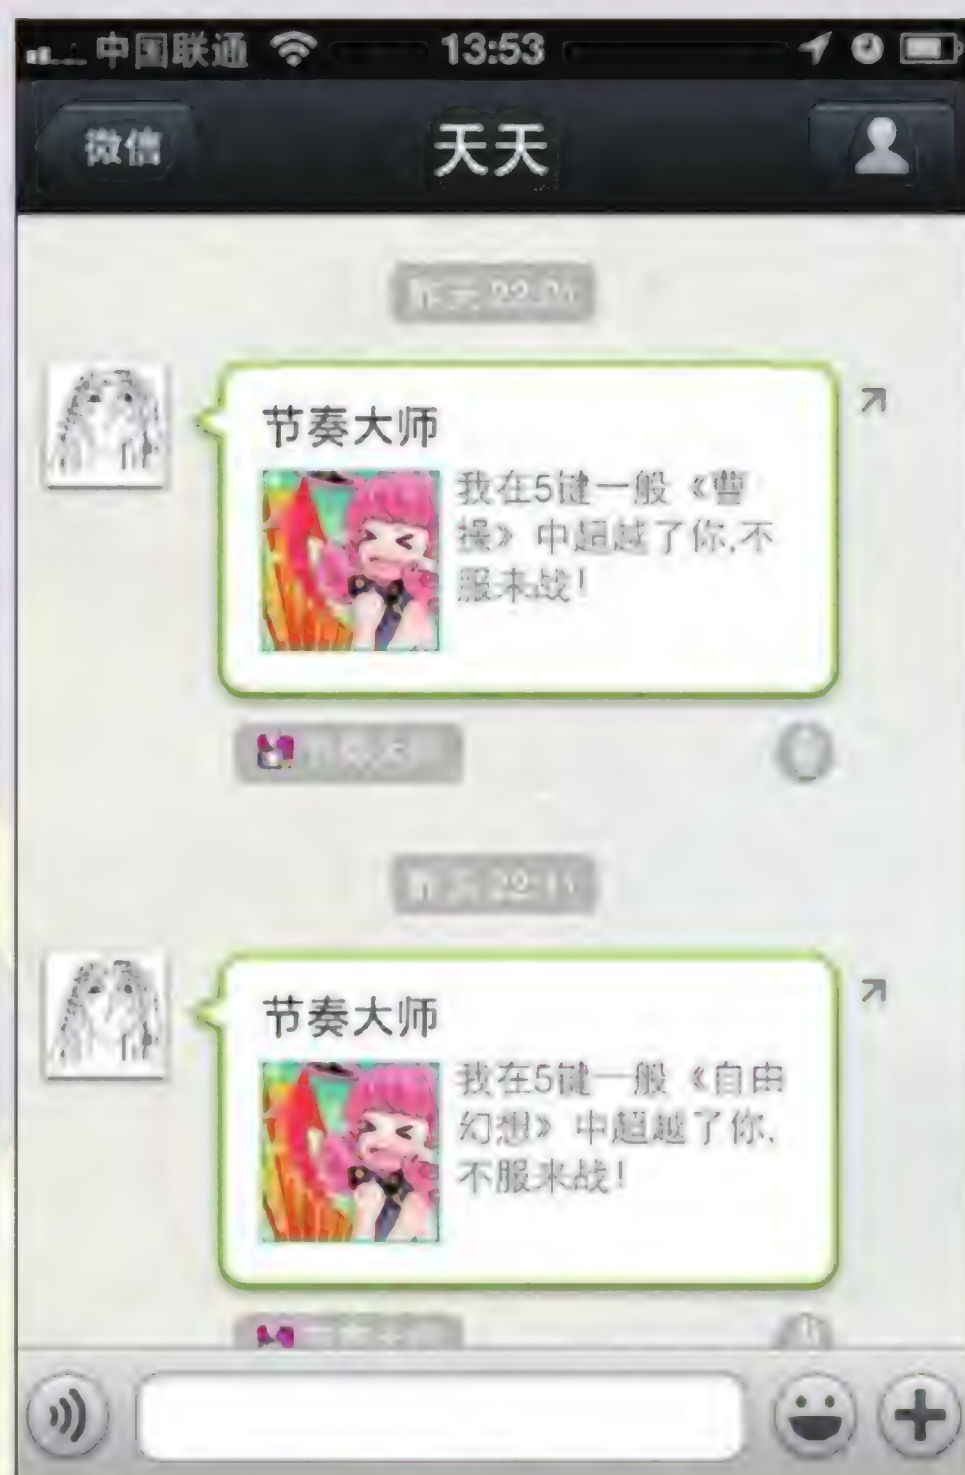 中国联通 13:53
微信 天天
节奏大师
我在5键一般《曹
操》中超越了你,不
服来战!
节奏大师
我在5键一般《自由
幻想》中超越了你,
不服来战!